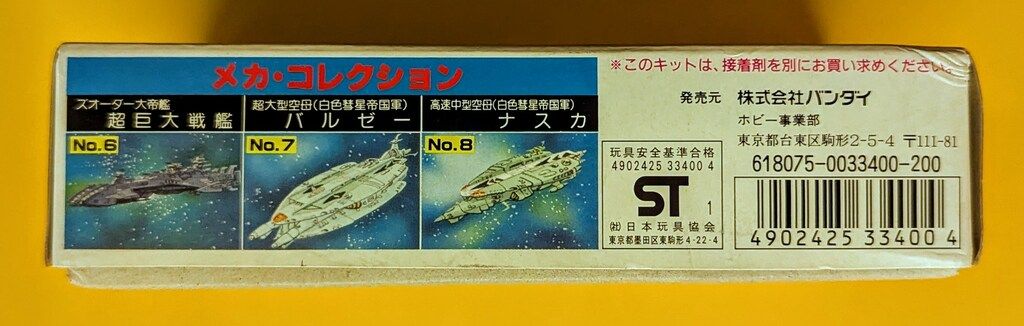 メカ・コレクション
ズオーダー大帝艦
超巨大戦艦
No.6
超大型空母(白色彗星帝国軍)
バルゼー
No.7
高速中型空母(白色彗星帝国軍)
ナスカ
No.8
※このキットは、接着剤を別にお買い求めください。
発売元 株式会社バンダイ
ホビー事業部
東京都台東区駒形2-5-4 〒111-81
618075-0033400-200
玩具安全基準合格
4902425 33400 4
ST 1
㈳日本玩具協会
東京都墨田区東駒形4-22-4
4902425 33400 4